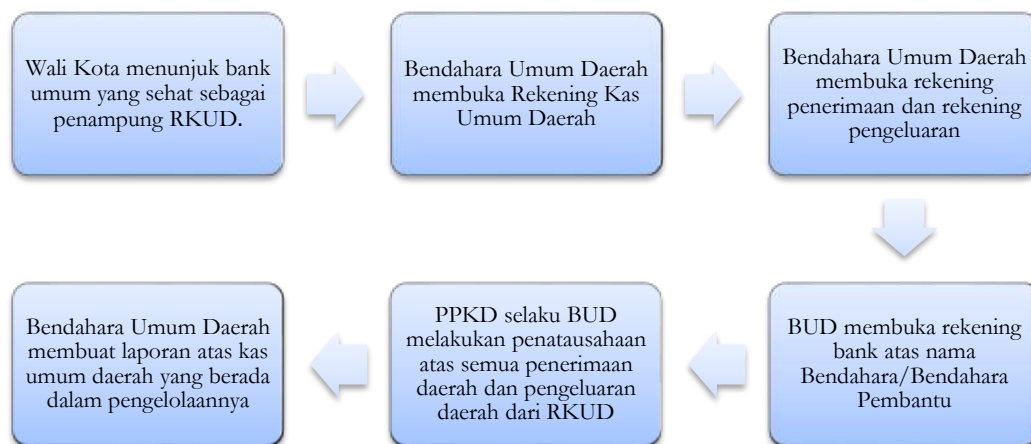 Wali Kota menunjuk bank
umum yang sehat sebagai
penampung RKUD.
Bendahara Umum Daerah
membuka Rekening Kas
Umum Daerah
Bendahara Umum Daerah
membuka rekening
penerimaan dan rekening
pengeluaran
BUD membuka rekening
bank atas nama
Bendahara/Bendahara
Pembantu
PPKD selaku BUD
melakukan penatausahaan
atas semua penerimaan
daerah dan pengeluaran
daerah dari RKUD
Bendahara Umum Daerah
membuat laporan atas kas
umum daerah yang berada
dalam pengelolaannya